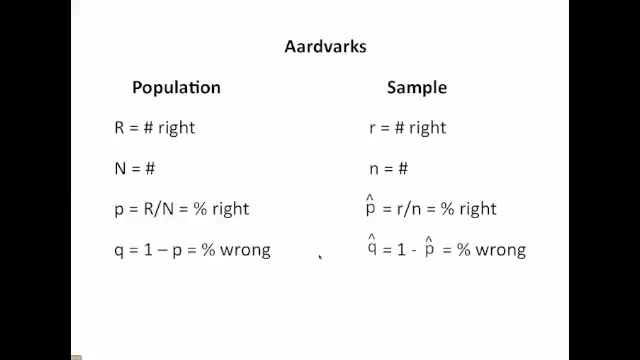 Aardvarks
Population Sample
R = # right r = # right
N = # n = #
p = R/N = % right p̂ = r/n = % right
q = 1 – p = % wrong q̂ = 1 - p̂ = % wrong